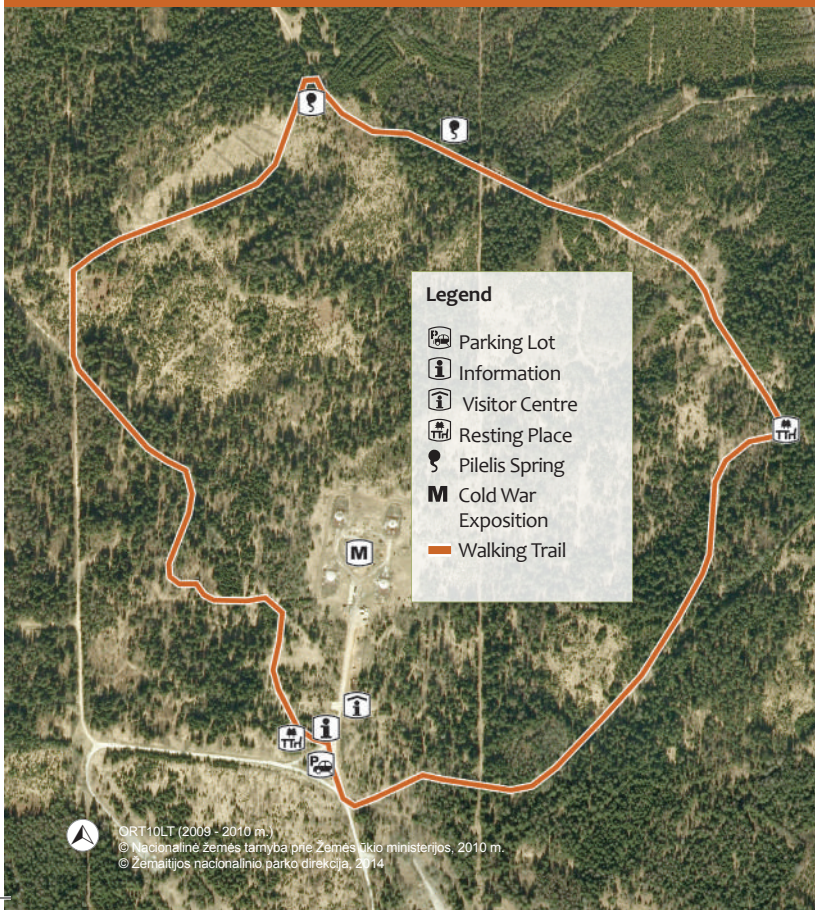 Legend
P Parking Lot
i Information
i Visitor Centre
Resting Place
Pilelis Spring
M Cold War
Exposition
Walking Trail
M
i
i
P
ORT10LT (2009 - 2010 m.)
© Nacionalinė žemės tarnyba prie Žemės ūkio ministerijos, 2010 m.
© Žemaitijos nacionalinio parko direkcija, 2014